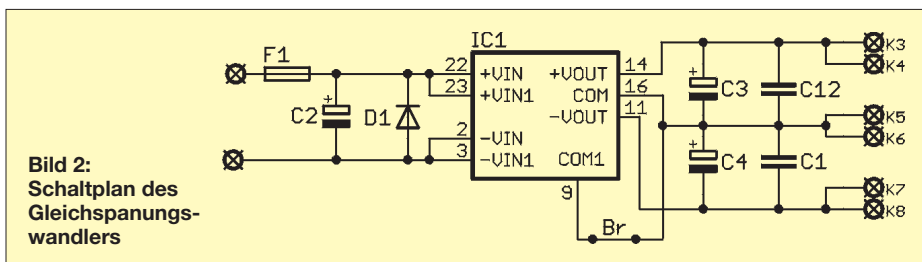 IC1
F1
22
+VIN
+VOUT
14
K3
K4
23
+VIN1
COM
16
+
C2
D1
-VOUT
11
+
C3
C12
2
-VIN
K5
K6
3
-VIN1
COM1
+
C4
C1
9
Br
K7
K8
Bild 2:
Schaltplan des
Gleichspanungs-
wandlers